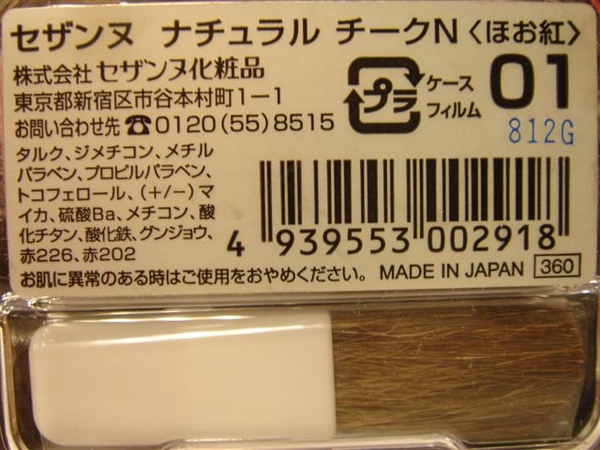 セザンヌ ナチュラル チークN〈ほお紅〉
株式会社 セザンヌ化粧品
東京都新宿区市谷本村町1-1
お問い合わせ先 ☎0120(55)8515
プラ
ケース
フィルム
01
812G
タルク、ジメチコン、メチル
パラベン、プロピルパラベン、
トコフェロール、(+/−)マ
イカ、硫酸Ba、メチコン、酸
化チタン、酸化鉄、グンジョウ、
赤226、赤202
4 939553 002918
お肌に異常のある時はご使用をおやめください。 MADE IN JAPAN 360